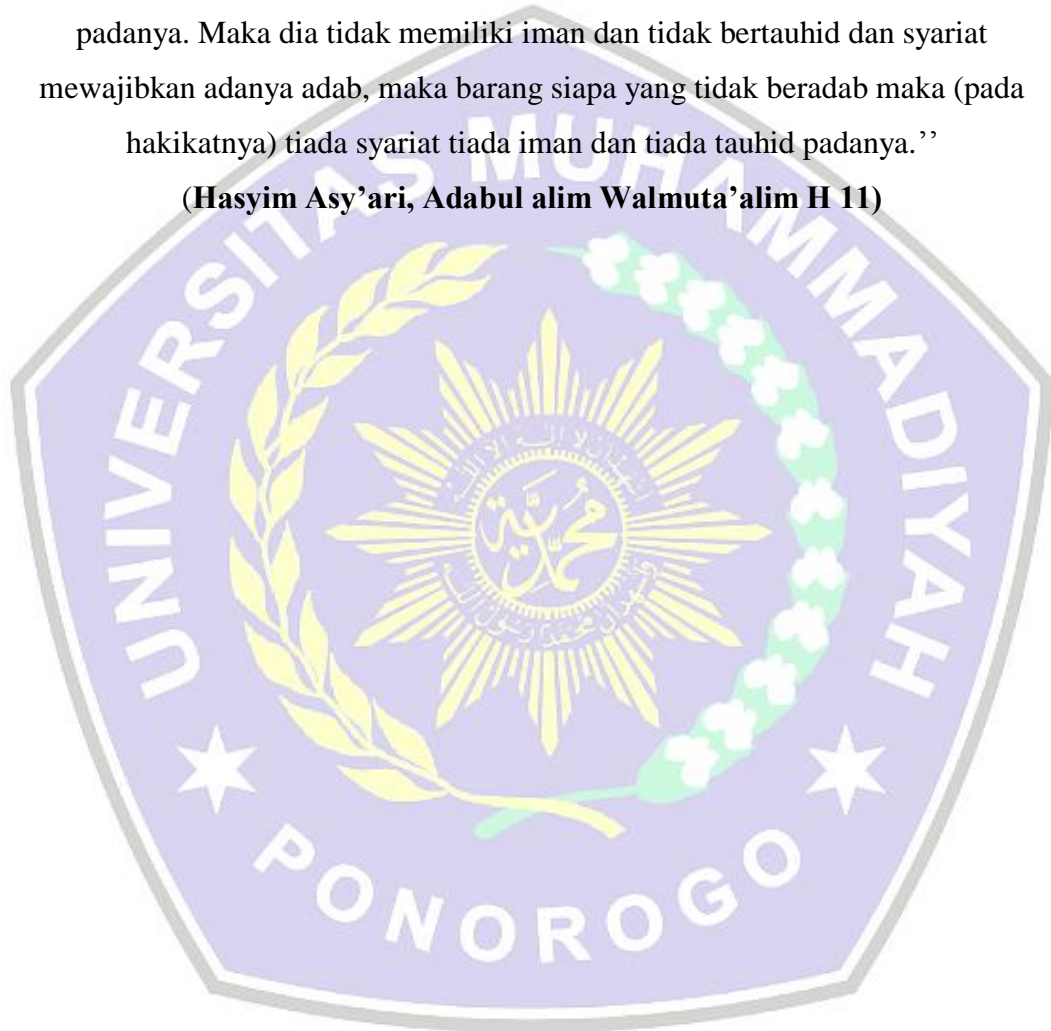 padanya. Maka dia tidak memiliki iman dan tidak bertauhid dan syariat
mewajibkan adanya adab, maka barang siapa yang tidak beradab maka (pada
hakikatnya) tiada syariat tiada iman dan tiada tauhid padanya.’’
(Hasyim Asy’ari, Adabul alim Walmuta’alim H 11)
UNIVERSITAS MUHAMMADIYAH
محمدية
PONOROGO